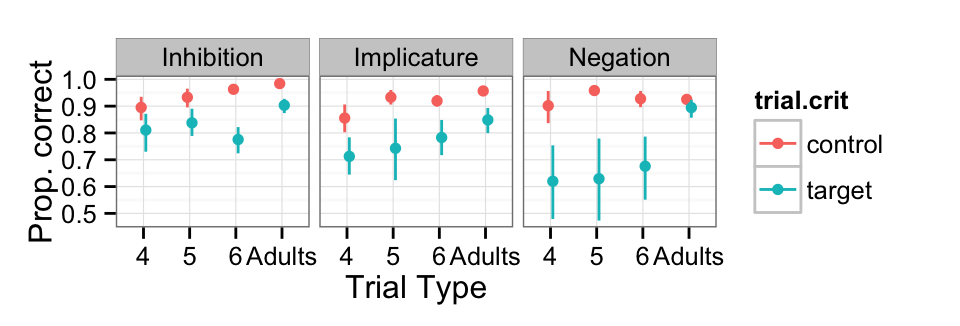 Inhibition Implicature Negation
Prop. correct
1.0
0.9
0.8
0.7
0.6
0.5
4 5 6 Adults 4 5 6 Adults 4 5 6 Adults
Trial Type
trial.crit
control
target